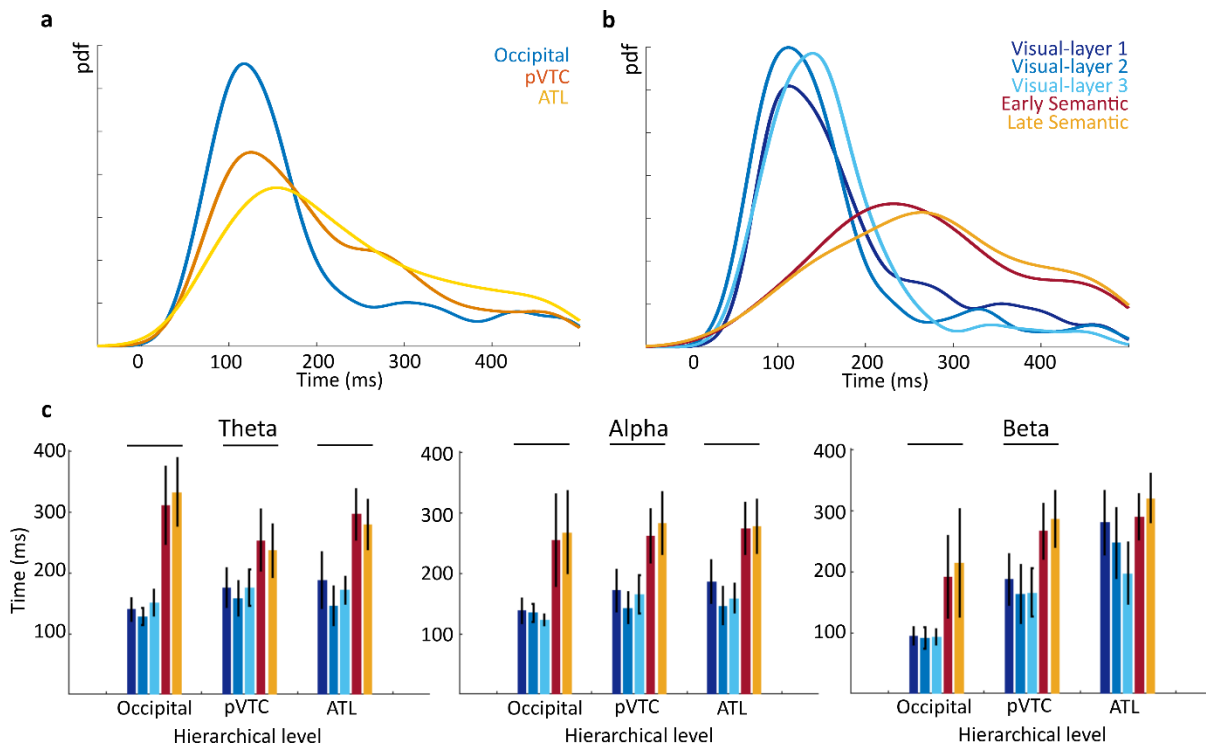 a
pdf
Occipital
pVTC
ATL
0 100 200 300 400
Time (ms)
b
pdf
Visual-layer 1
Visual-layer 2
Visual-layer 3
Early Semantic
Late Semantic
0 100 200 300 400
Time (ms)
c
Theta
400
300
200
100
Time (ms)
Occipital pVTC ATL
Hierarchical level
Alpha
400
300
200
100
Occipital pVTC ATL
Hierarchical level
Beta
400
300
200
100
Occipital pVTC ATL
Hierarchical level